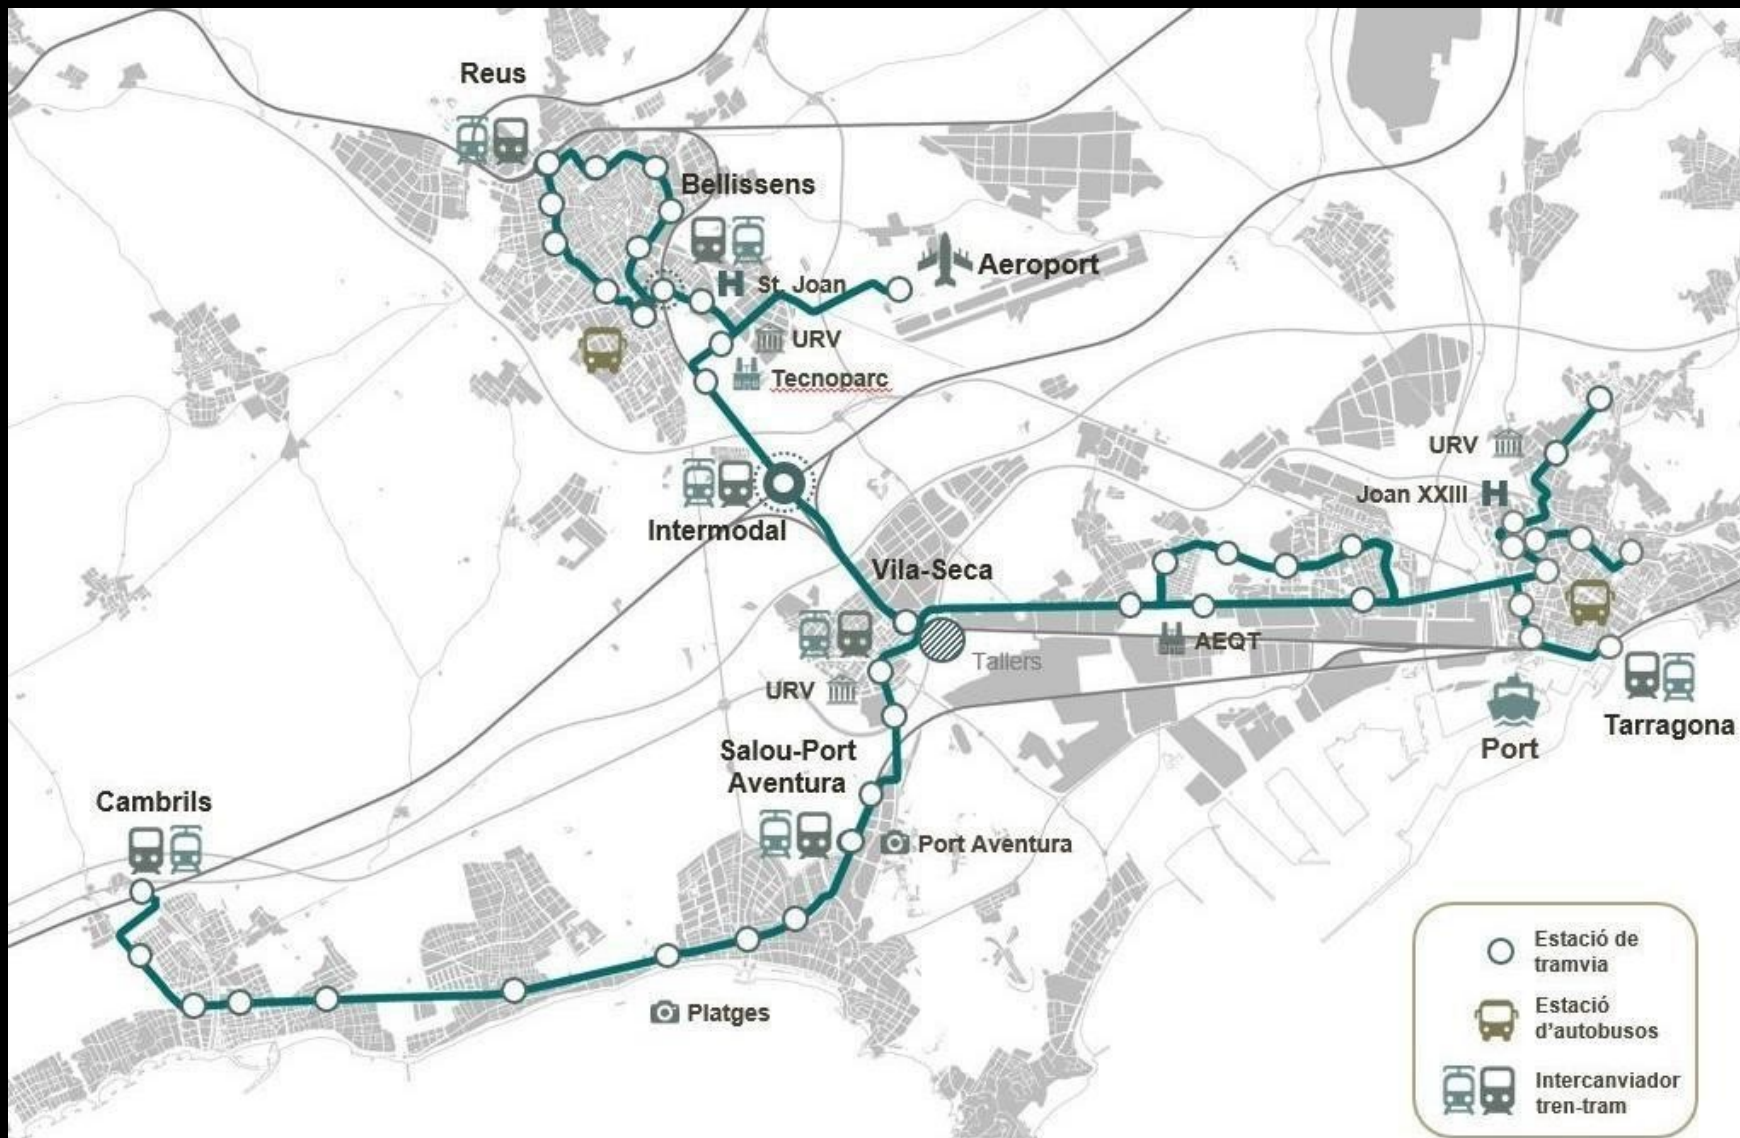 Reus
Bellissens
St. Joan
Aeroport
URV
Tecnoparc
URV
Joan XXIII
Intermodal
Vila-Seca
AEQT
Tallers
URV
Tarragona
Port
Salou-Port
Aventura
Cambrils
Port Aventura
Platges
Estació de
tramvia
Estació
d'autobusos
Intercanviador
tren-tram